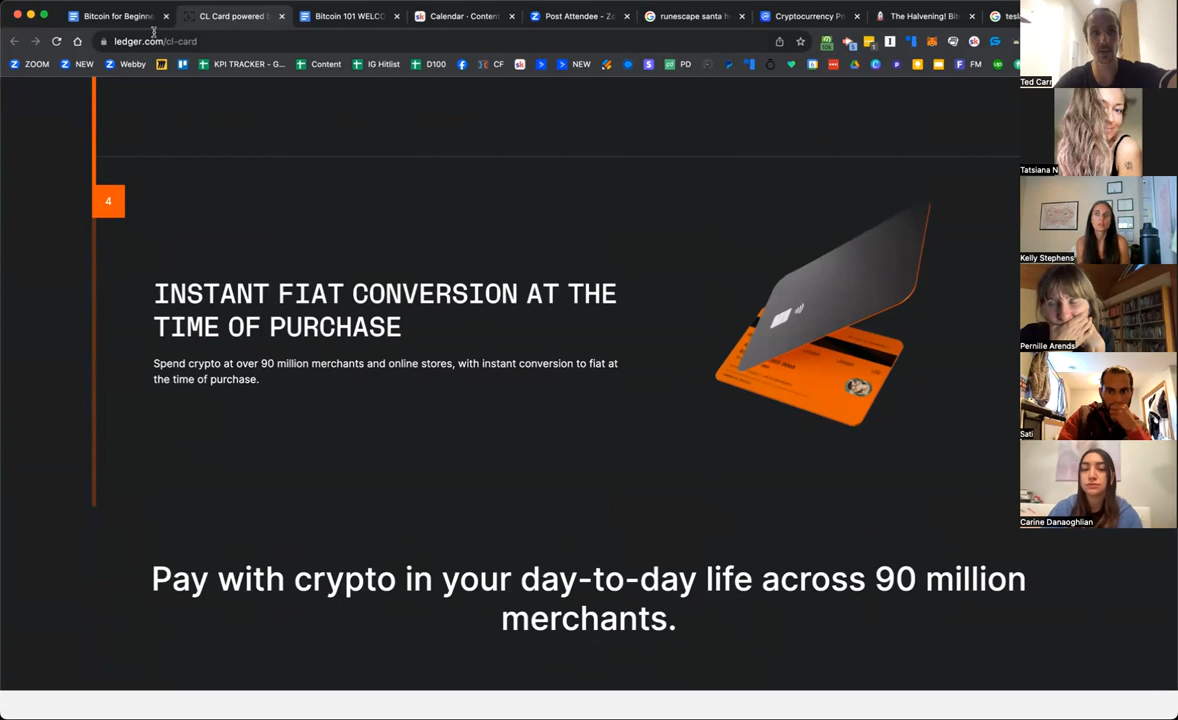 Bitcoin for Beginne
CL Card powered
Bitcoin 101 WELCO
Calendar - Conten
Post Attendee - Zo
runescape santa h
Cryptocurrency Pr
The Halvening! Bit
tesl
ledger.com/cl-card
ZOOM
NEW
Webby
KPI TRACKER - G...
Content
IG Hitlist
D100
CF
NEW
PD
FM
4
INSTANT FIAT CONVERSION AT THE
TIME OF PURCHASE
Spend crypto at over 90 million merchants and online stores, with instant conversion to fiat at
the time of purchase.
Pay with crypto in your day-to-day life across 90 million
merchants.
Ted Carr
Tatsiana N
Kelly Stephens
Pernille Arends
Sati
Carine Danaoghlian